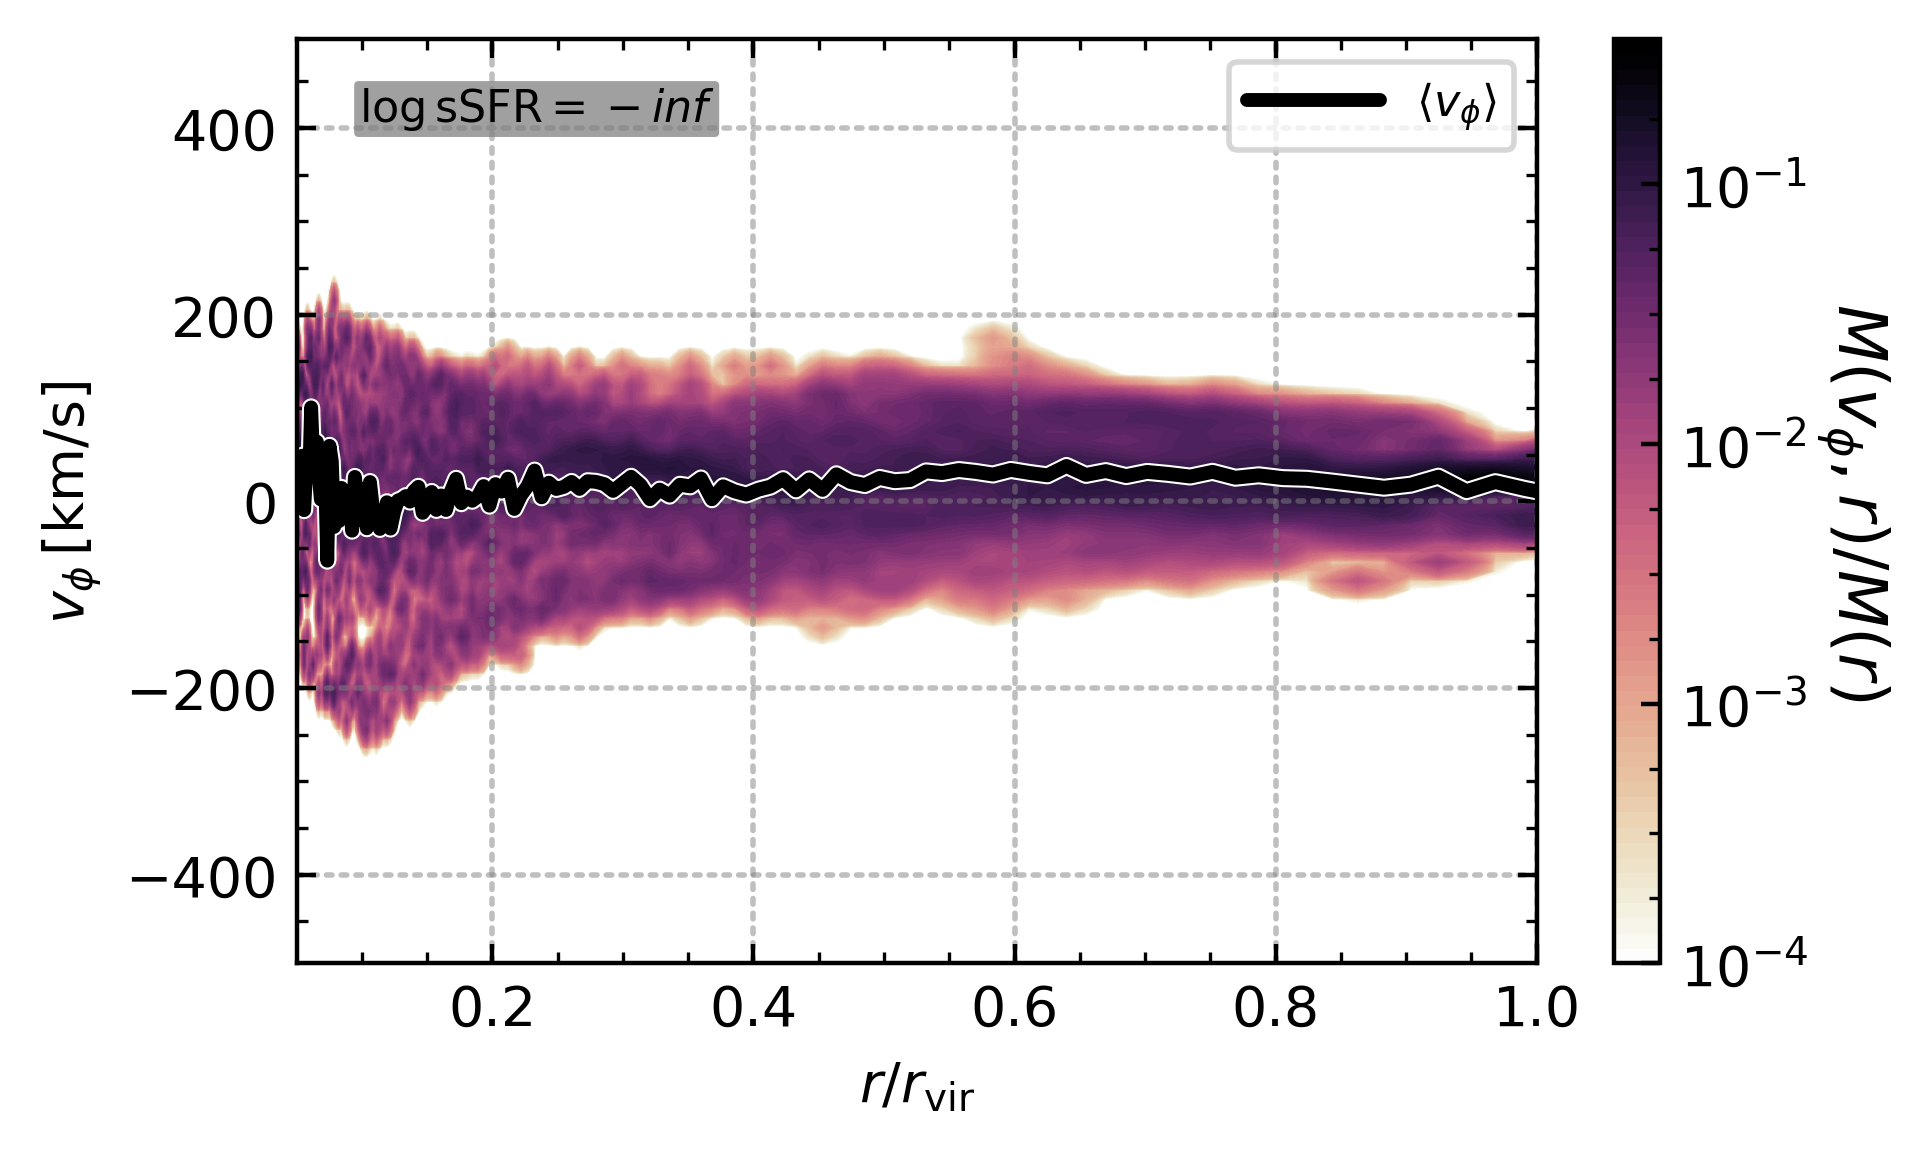 log sSFR = −inf
⟨v_ϕ⟩
400
200
0
−200
−400
v_ϕ [km/s]
0.2 0.4 0.6 0.8 1.0
r/r_vir
10^−1
10^−2
10^−3
10^−4
M(v_ϕ, r)/M(r)